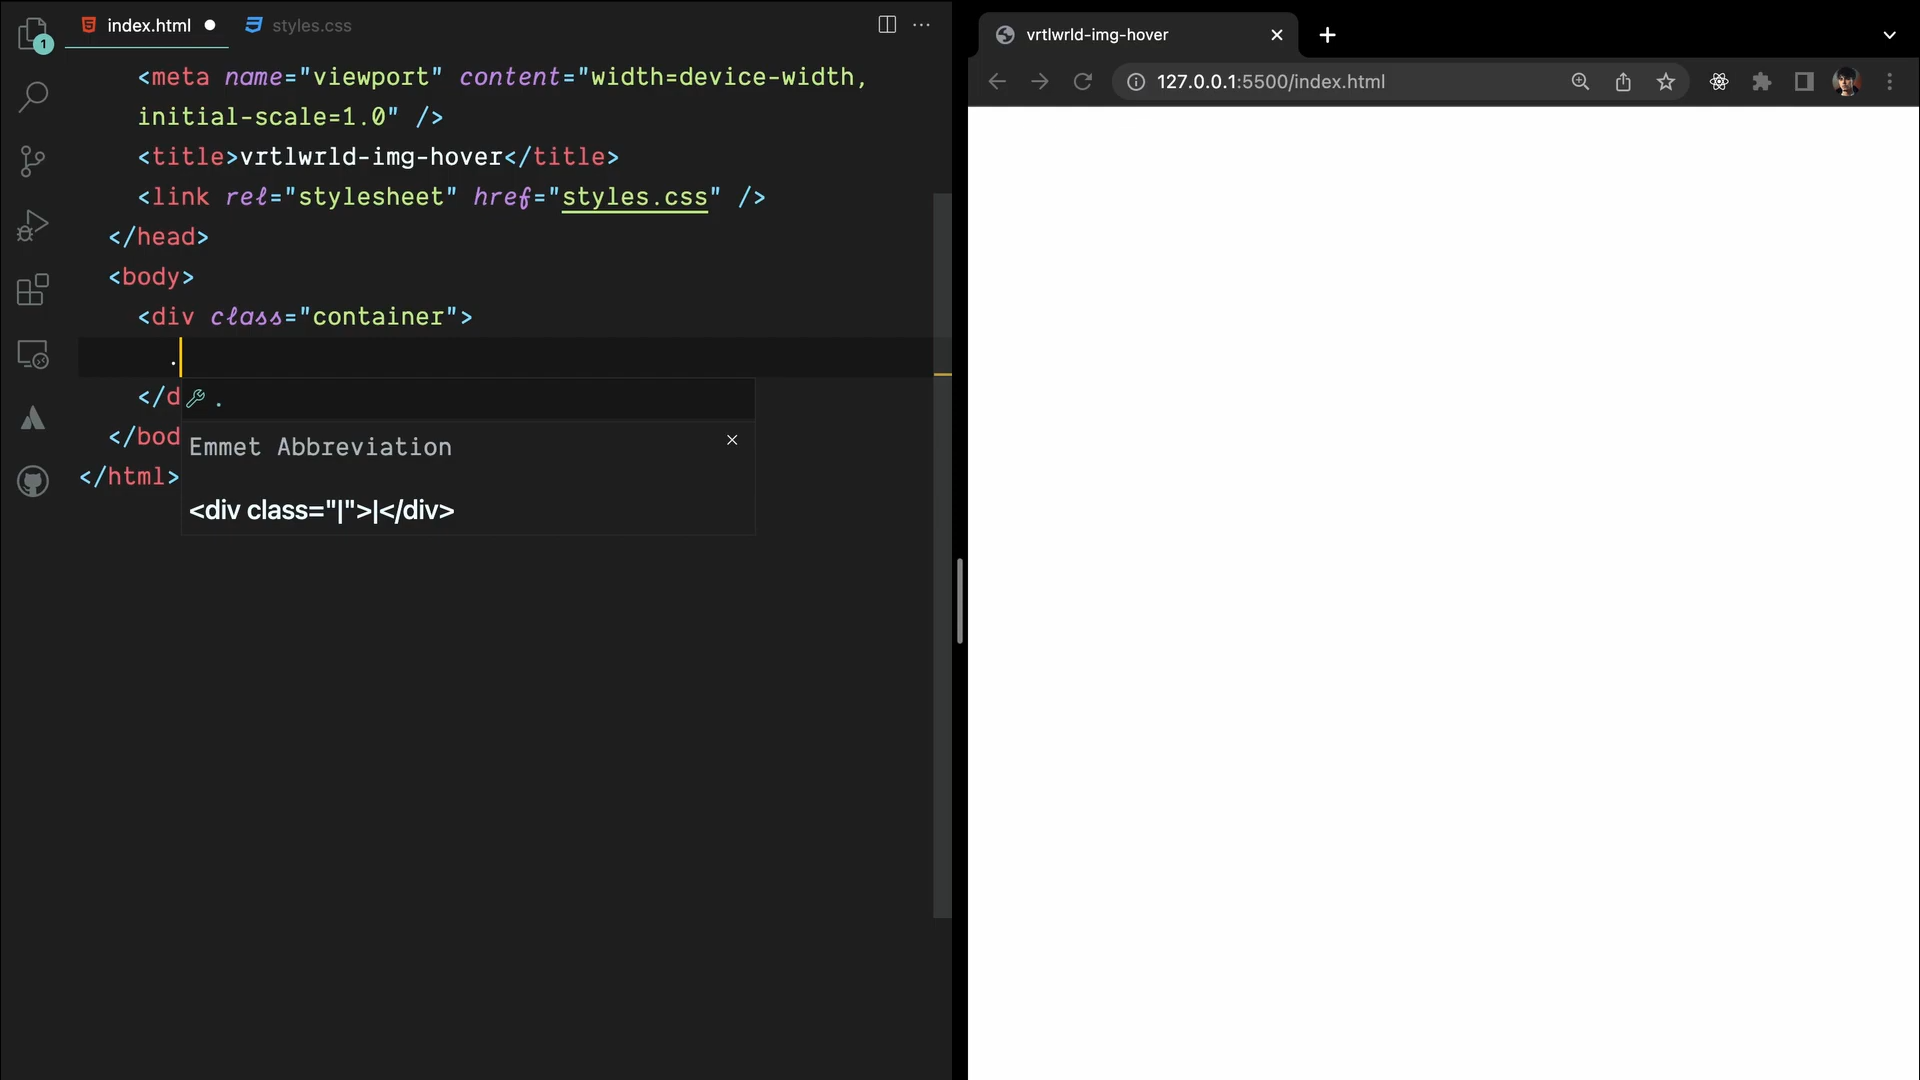 index.html
styles.css
1
<meta name="viewport" content="width=device-width,
initial-scale=1.0" />
<title>vrtlwrld-img-hover</title>
<link rel="stylesheet" href="styles.css" />
</head>
<body>
<div class="container">
.
</d
.
</bod
Emmet Abbreviation
</html>
<div class="|">|</div>
vrtlwrld-img-hover
127.0.0.1:5500/index.html